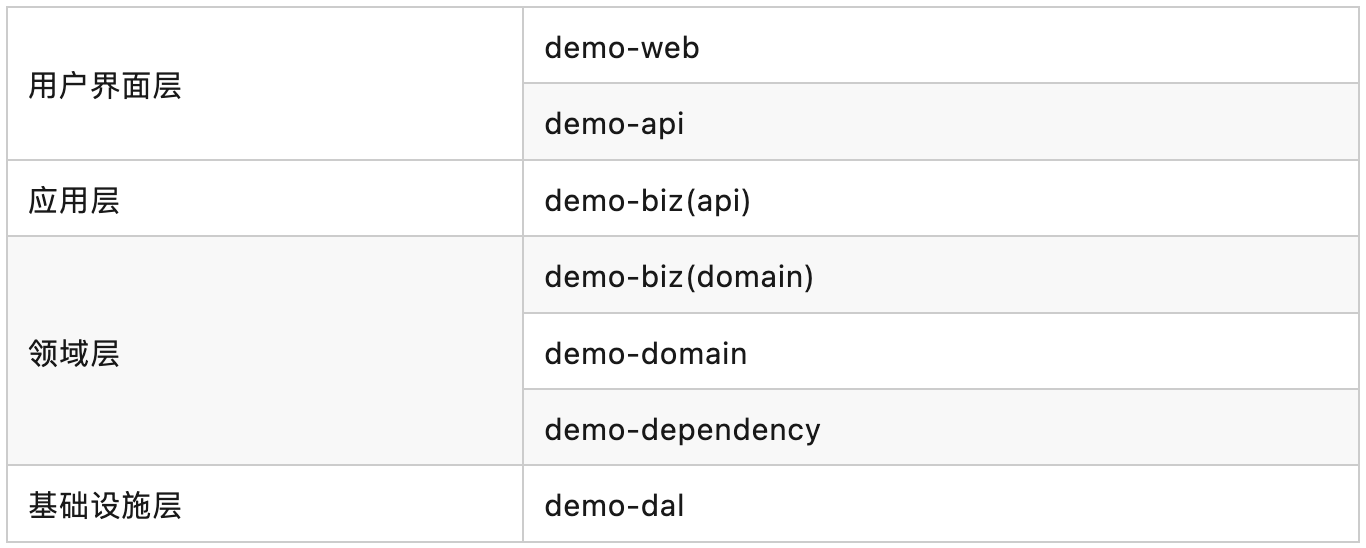 用户界面层
demo-web
demo-api
应用层
demo-biz(api)
领域层
demo-biz(domain)
demo-domain
demo-dependency
基础设施层
demo-dal